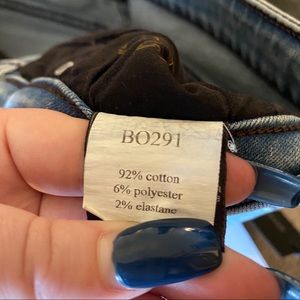 BO291
92% cotton
6% polyester
2% elastane